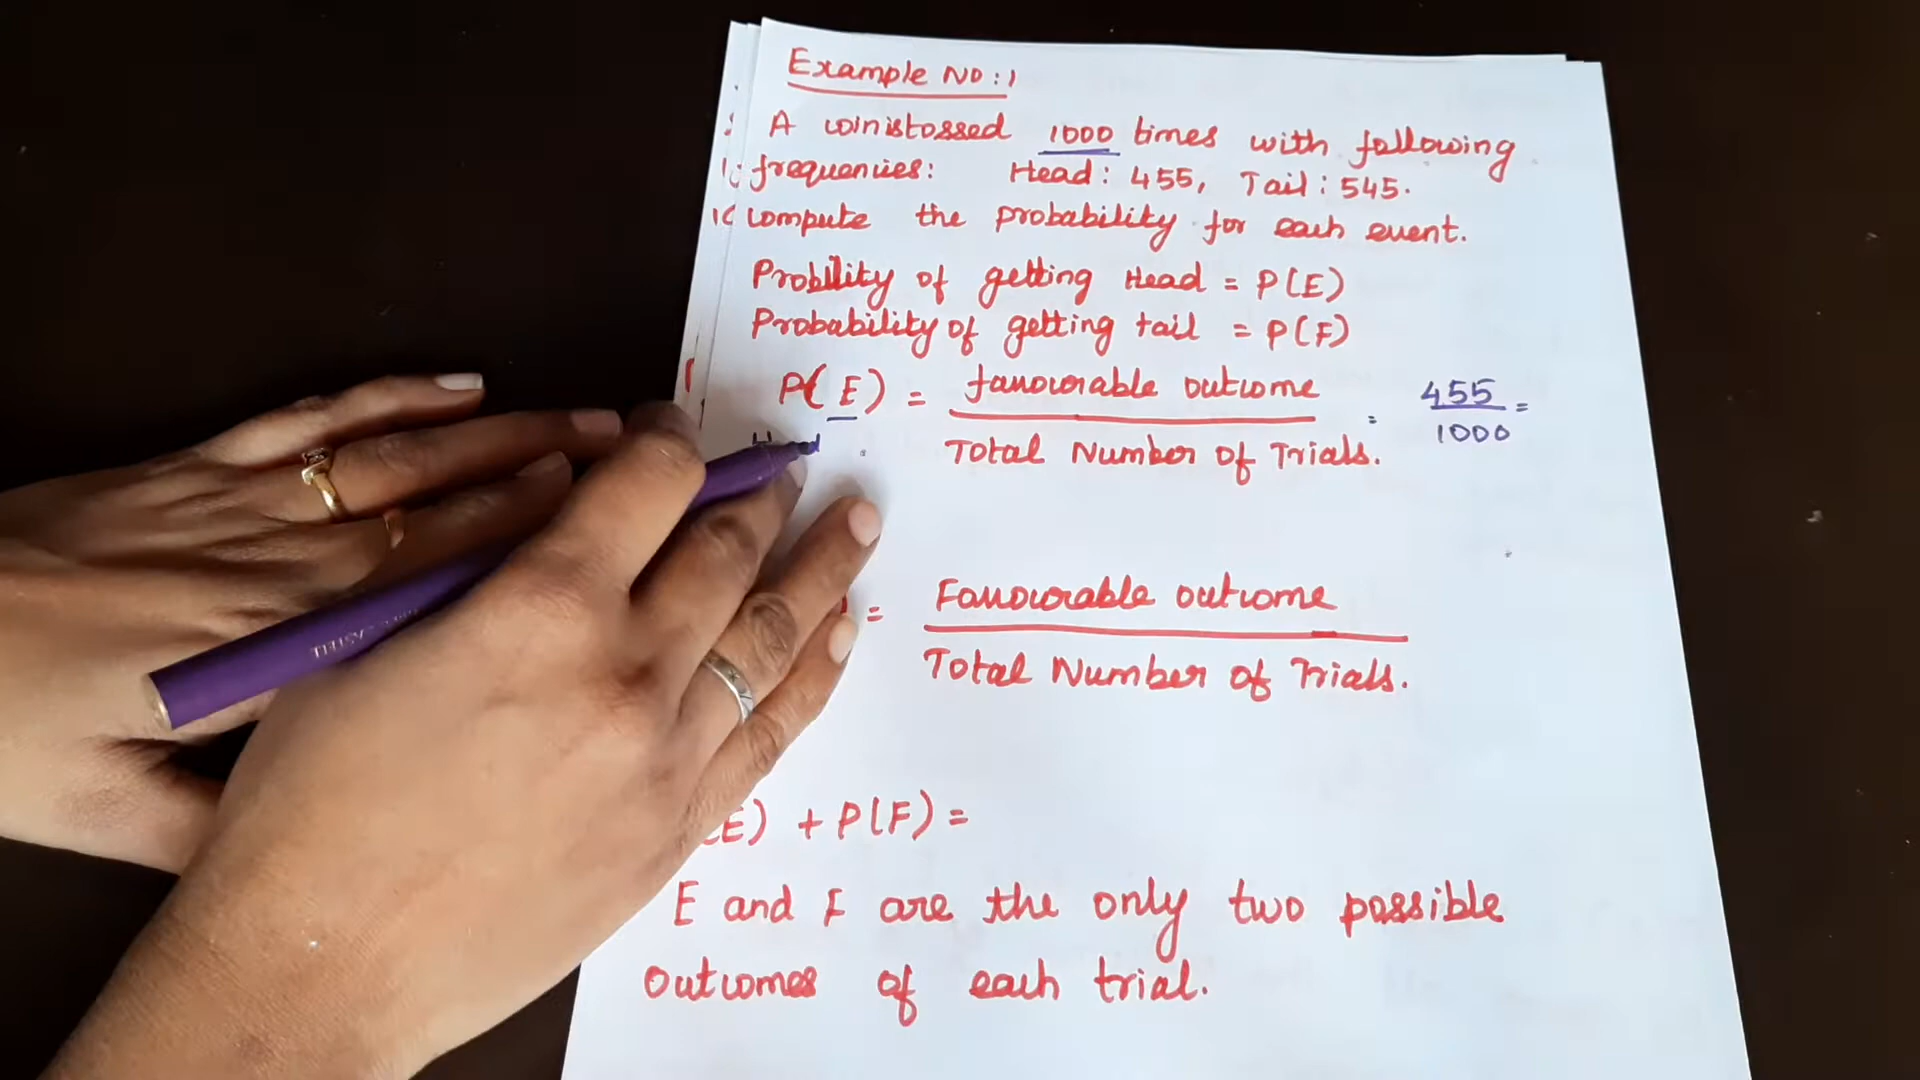 Example No:1
A coin is tossed 1000 times with following
frequencies: Head: 455, Tail: 545.
Compute the probability for each event.
Probility of getting Head = P(E)
Probability of getting tail = P(F)
P(E) = favourable outcome = 455 =
Total Number of Trials. 1000
= Favourable outcome
Total Number of Trials.
E) + P(F) =
E and F are the only two possible
outcomes of each trial.